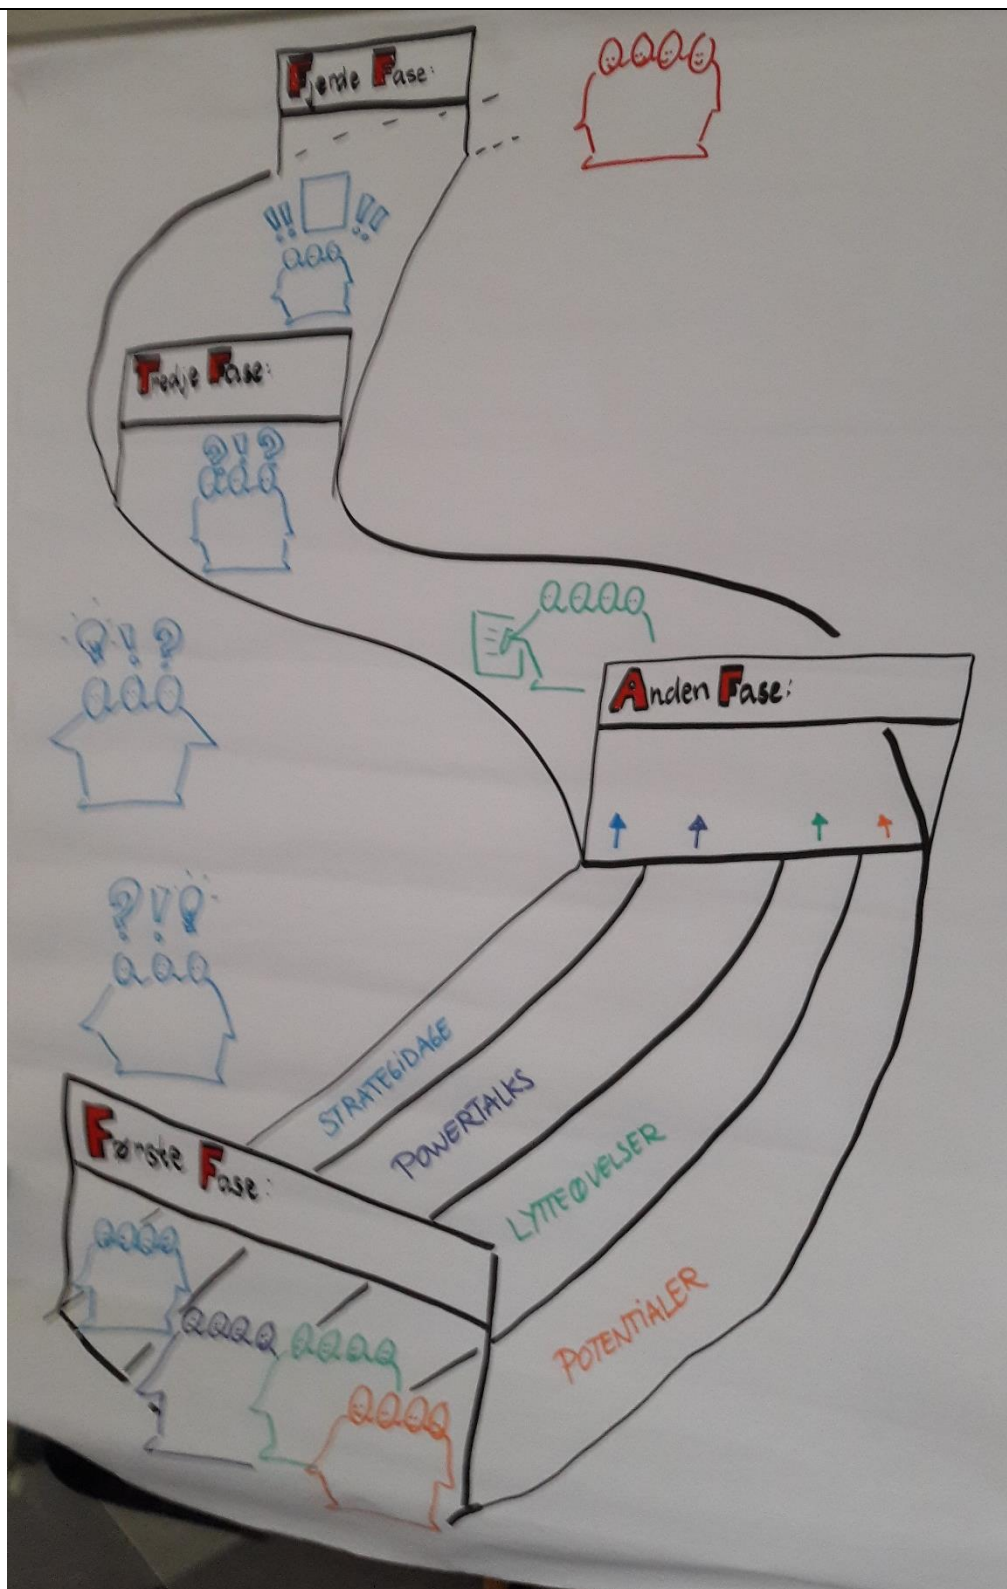 Fjerde Fase:
Tredje Fase:
Anden Fase:
STRATEGIDAGE
POWERTALKS
LYTTEØVELSER
POTENTIALER
Første Fase: